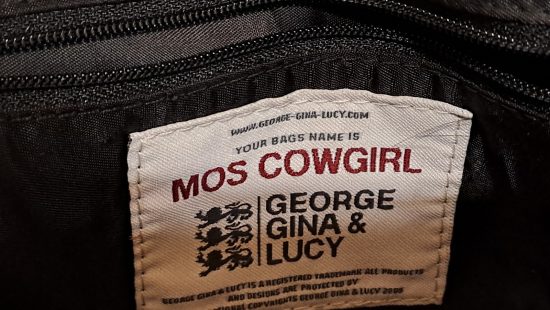 www.GEORGE-GINA-LUCY.COM
YOUR BAGS NAME IS
MOS COWGIRL
GEORGE
GINA &
LUCY
GEORGE GINA & LUCY IS A REGISTERED TRADEMARK ALL PRODUCTS
AND DESIGNS ARE PROTECTED BY
COPYRIGHTS GEORGE GINA & LUCY